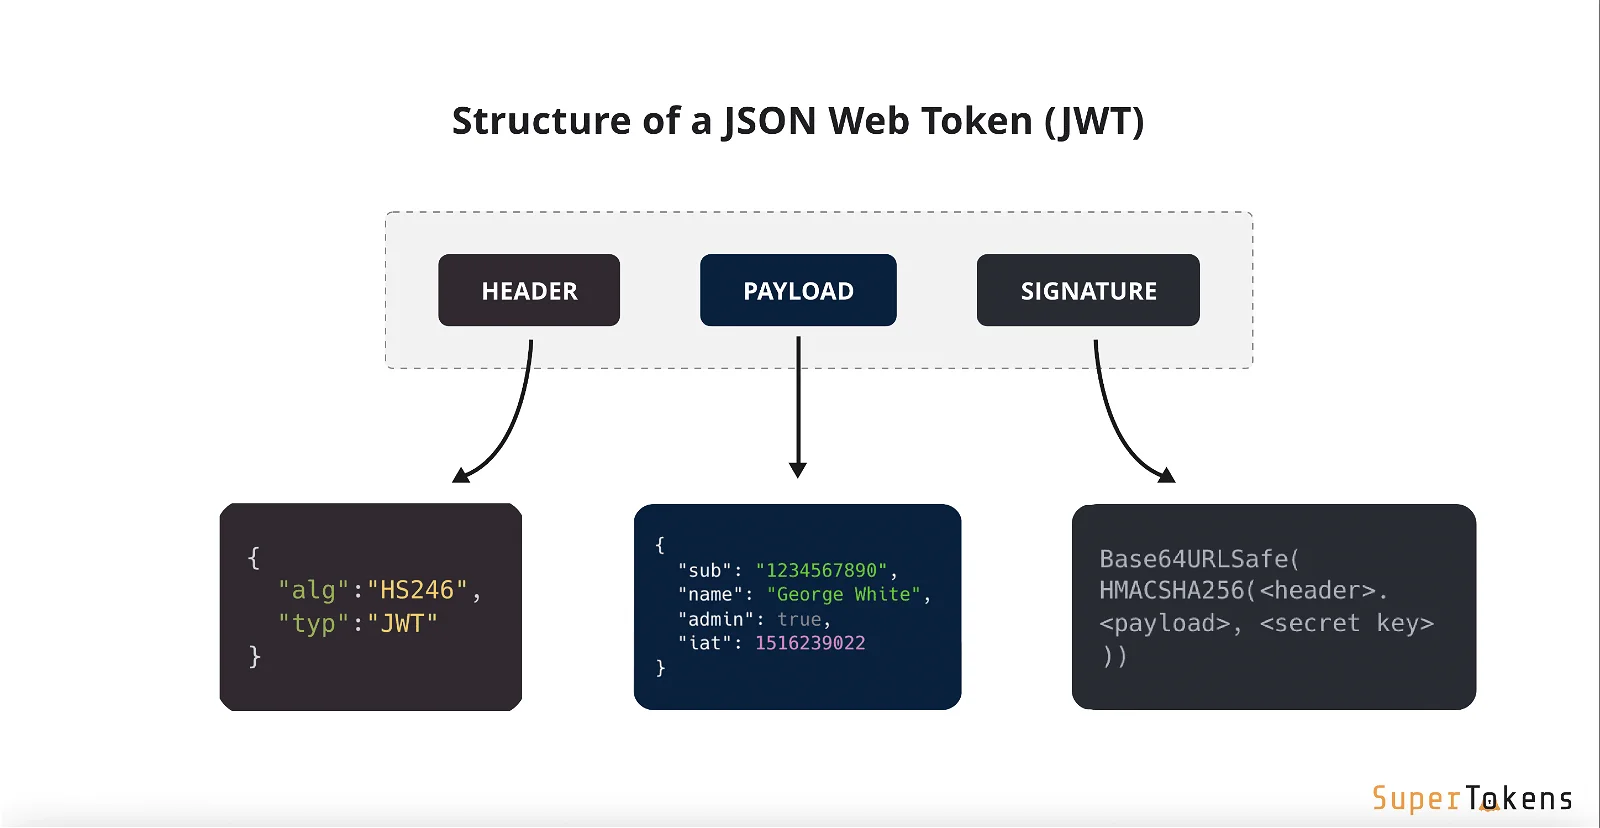 Structure of a JSON Web Token (JWT)
HEADER
PAYLOAD
SIGNATURE
{
"alg":"HS246",
"typ":"JWT"
}
{
"sub": "1234567890",
"name": "George White",
"admin": true,
"iat": 1516239022
}
Base64URLSafe(
HMACSHA256(<header>.
<payload>, <secret key>
))
SuperTokens